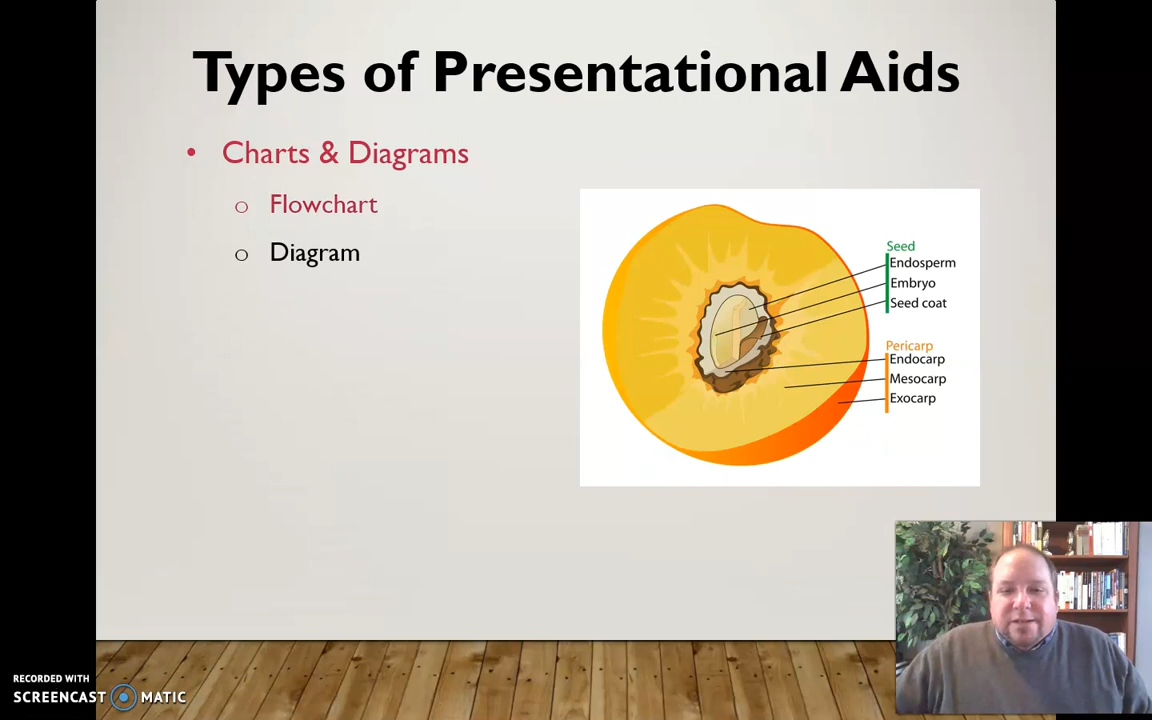 Types of Presentational Aids
• Charts & Diagrams
o Flowchart
o Diagram
Seed
Endosperm
Embryo
Seed coat
Pericarp
Endocarp
Mesocarp
Exocarp
RECORDED WITH
SCREENCAST MATIC